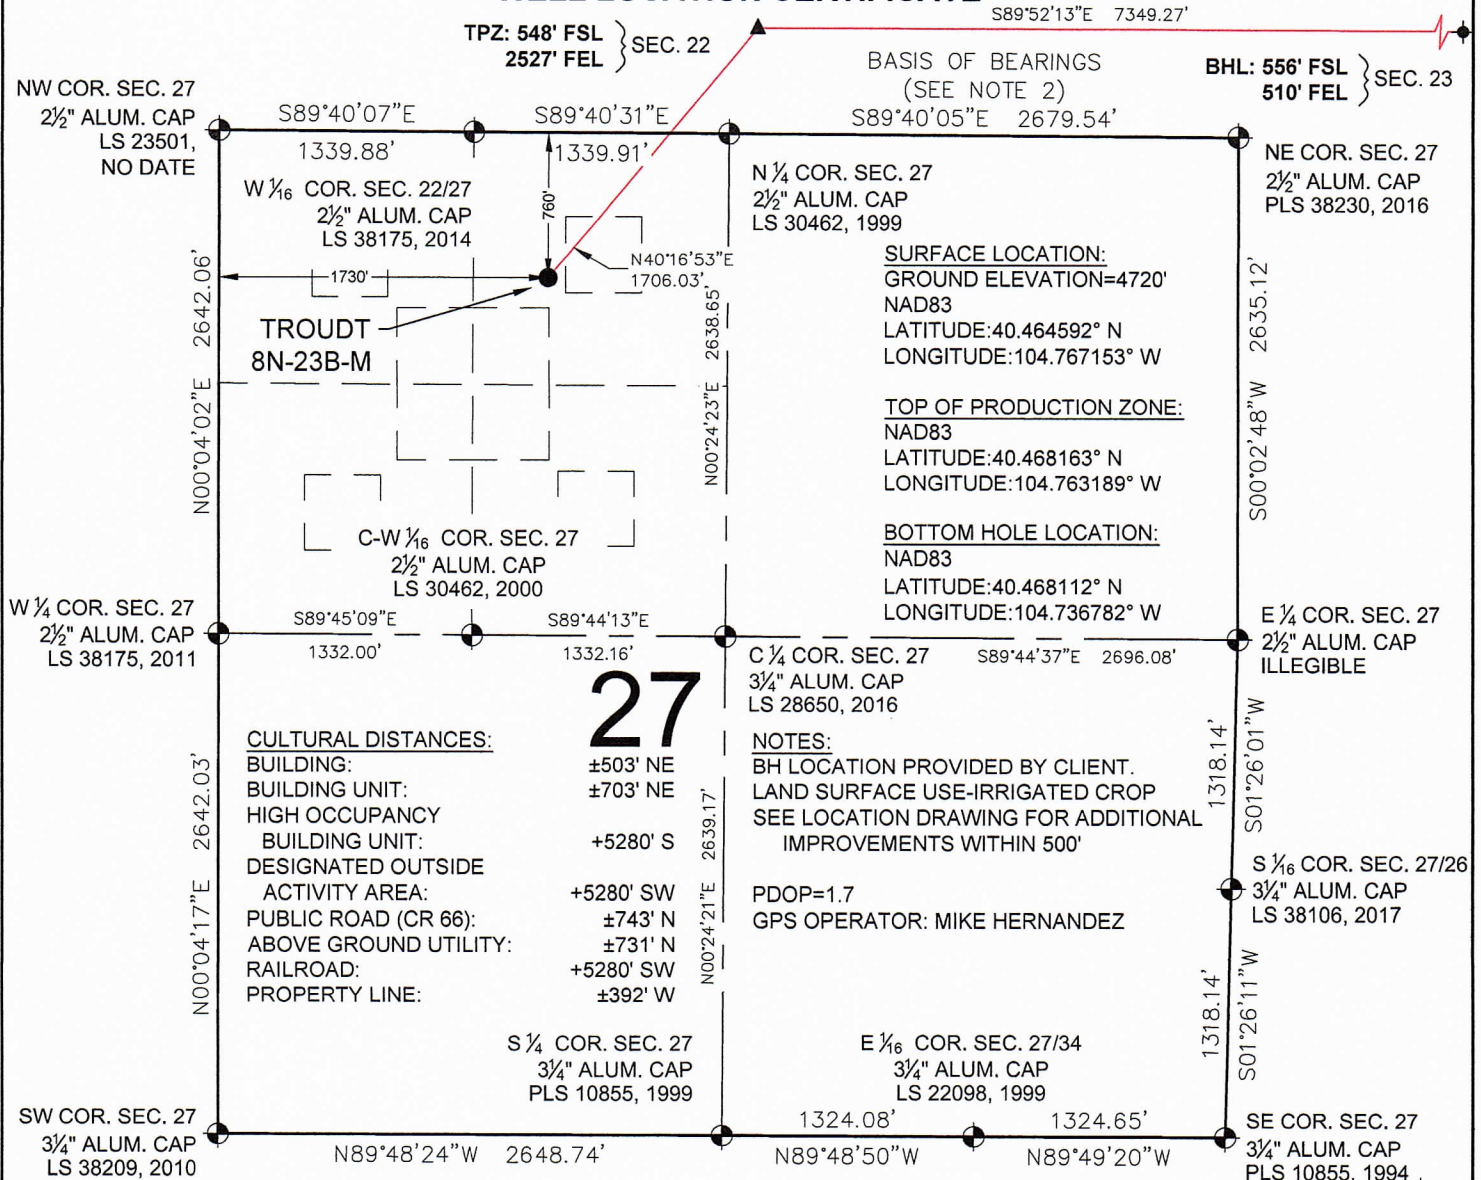 S89°52'13"E 7349.27'
TPZ: 548' FSL
2527' FEL
SEC. 22
BASIS OF BEARINGS
(SEE NOTE 2)
BHL: 556' FSL
510' FEL
SEC. 23
NW COR. SEC. 27
2½" ALUM. CAP
LS 23501,
NO DATE
S89°40'07"E
1339.88'
S89°40'31"E
1339.91'
S89°40'05"E 2679.54'
NE COR. SEC. 27
2½" ALUM. CAP
PLS 38230, 2016
W 1/16 COR. SEC. 22/27
2½" ALUM. CAP
LS 38175, 2014
760'
N ¼ COR. SEC. 27
2½" ALUM. CAP
LS 30462, 1999
N40°16'53"E
1706.03'
1730'
TROUDT
8N-23B-M
N00°04'02"E 2642.06'
N00°24'23"E 2638.65'
SURFACE LOCATION:
GROUND ELEVATION=4720'
NAD83
LATITUDE:40.464592° N
LONGITUDE:104.767153° W
TOP OF PRODUCTION ZONE:
NAD83
LATITUDE:40.468163° N
LONGITUDE:104.763189° W
BOTTOM HOLE LOCATION:
NAD83
LATITUDE:40.468112° N
LONGITUDE:104.736782° W
S00°02'48"W 2635.12'
C-W 1/16 COR. SEC. 27
2½" ALUM. CAP
LS 30462, 2000
W ¼ COR. SEC. 27
2½" ALUM. CAP
LS 38175, 2011
S89°45'09"E
1332.00'
S89°44'13"E
1332.16'
C ¼ COR. SEC. 27
3¼" ALUM. CAP
LS 28650, 2016
S89°44'37"E 2696.08'
E ¼ COR. SEC. 27
2½" ALUM. CAP
ILLEGIBLE
27
CULTURAL DISTANCES:
BUILDING: ±503' NE
BUILDING UNIT: ±703' NE
HIGH OCCUPANCY
BUILDING UNIT: +5280' S
DESIGNATED OUTSIDE
ACTIVITY AREA: +5280' SW
PUBLIC ROAD (CR 66): ±743' N
ABOVE GROUND UTILITY: ±731' N
RAILROAD: +5280' SW
PROPERTY LINE: ±392' W
NOTES:
BH LOCATION PROVIDED BY CLIENT.
LAND SURFACE USE-IRRIGATED CROP
SEE LOCATION DRAWING FOR ADDITIONAL
IMPROVEMENTS WITHIN 500'
PDOP=1.7
GPS OPERATOR: MIKE HERNANDEZ
N00°04'17"E 2642.03'
N00°24'21"E 2639.17'
1318.14'
S01°26'01"W
S 1/16 COR. SEC. 27/26
3¼" ALUM. CAP
LS 38106, 2017
1318.14'
S01°26'11"W
S ¼ COR. SEC. 27
3¼" ALUM. CAP
PLS 10855, 1999
E 1/16 COR. SEC. 27/34
3¼" ALUM. CAP
LS 22098, 1999
SW COR. SEC. 27
3¼" ALUM. CAP
LS 38209, 2010
N89°48'24"W 2648.74'
1324.08'
N89°48'50"W
1324.65'
N89°49'20"W
SE COR. SEC. 27
3¼" ALUM. CAP
PLS 10855, 1994